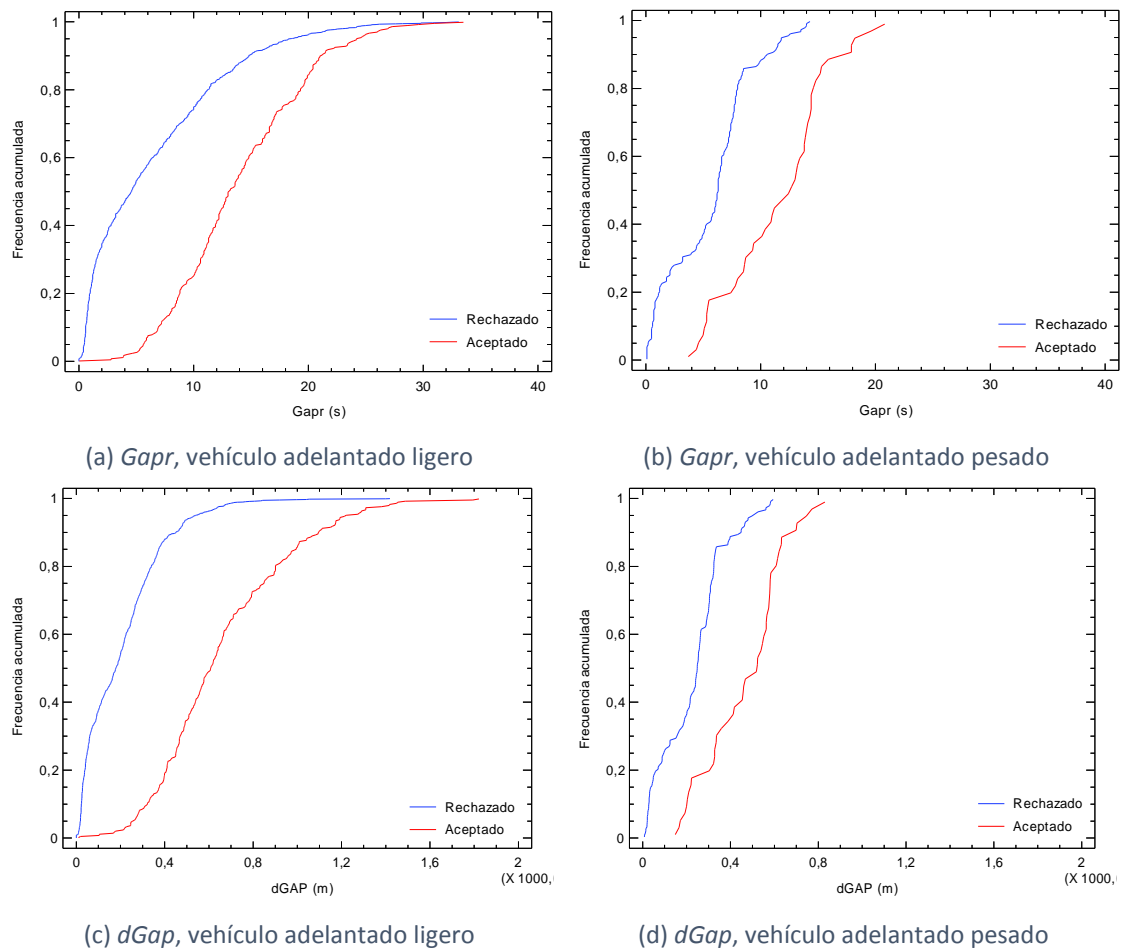 Frecuencia acumulada
1
0,8
0,6
0,4
0,2
0
0 10 20 30 40
Gapr (s)
Rechazado
Aceptado
(a) Gapr, vehículo adelantado ligero
Frecuencia acumulada
1
0,8
0,6
0,4
0,2
0
0 10 20 30 40
Gapr (s)
Rechazado
Aceptado
(b) Gapr, vehículo adelantado pesado
Frecuencia acumulada
1
0,8
0,6
0,4
0,2
0
0 0,4 0,8 1,2 1,6 2
(X 1000,
dGAP (m)
Rechazado
Aceptado
(c) dGap, vehículo adelantado ligero
Frecuencia acumulada
1
0,8
0,6
0,4
0,2
0
0 0,4 0,8 1,2 1,6 2
(X 1000,
dGAP (m)
Rechazado
Aceptado
(d) dGap, vehículo adelantado pesado